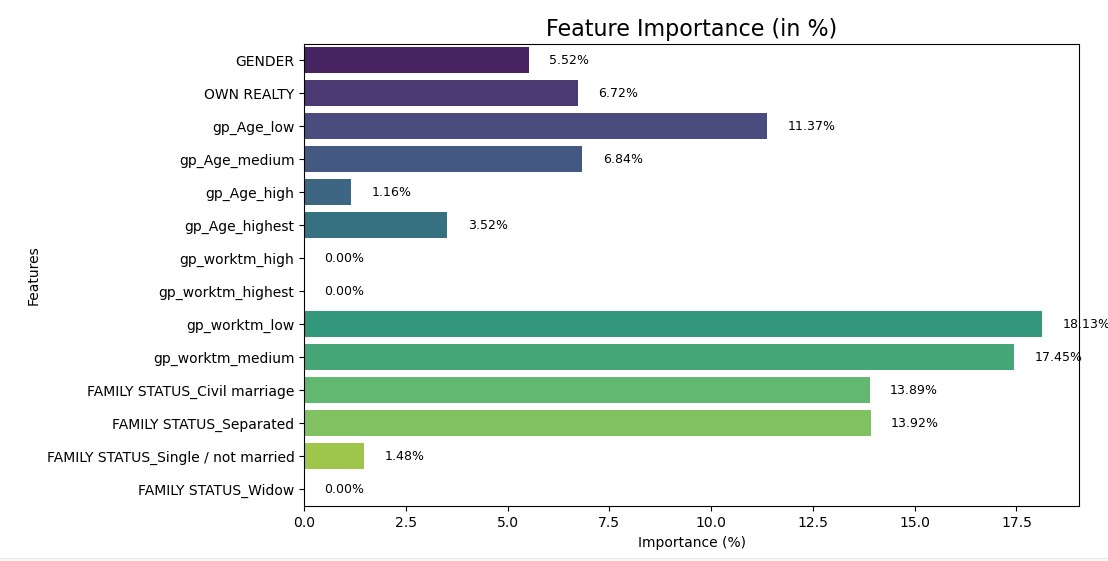 Feature Importance (in %)
GENDER 5.52%
OWN REALTY 6.72%
gp_Age_low 11.37%
gp_Age_medium 6.84%
gp_Age_high 1.16%
gp_Age_highest 3.52%
gp_worktm_high 0.00%
Features
gp_worktm_highest 0.00%
gp_worktm_low 18.13%
gp_worktm_medium 17.45%
FAMILY STATUS_Civil marriage 13.89%
FAMILY STATUS_Separated 13.92%
FAMILY STATUS_Single / not married 1.48%
FAMILY STATUS_Widow 0.00%
0.0 2.5 5.0 7.5 10.0 12.5 15.0 17.5
Importance (%)